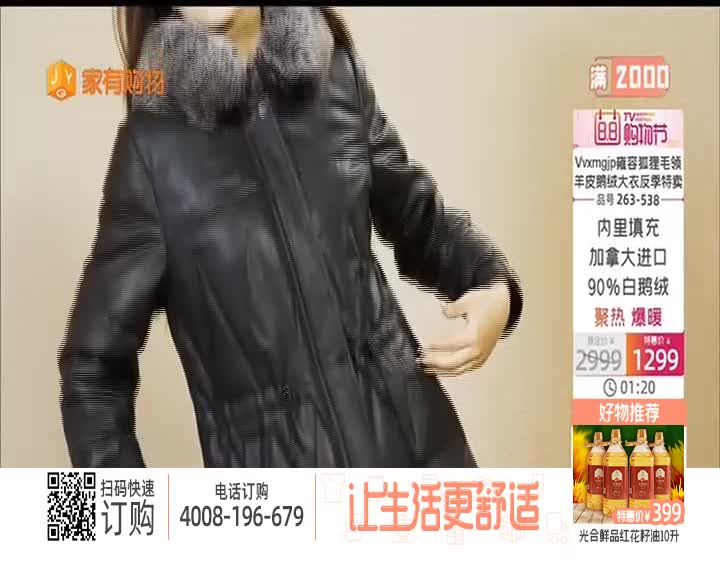 JYG 家有购物
满 2000
88 TV购物节
Vvxmgjp雍容狐狸毛领
羊皮鹅绒大衣反季特卖
品号 263-538
内里填充
加拿大进口
90%白鹅绒
聚热 爆暖
2999
特惠价¥
1299
01:20
好物推荐
特惠价¥399
光合鲜品红花籽油10升
扫码快速
订购
电话订购
4008-196-679
让生活更舒适